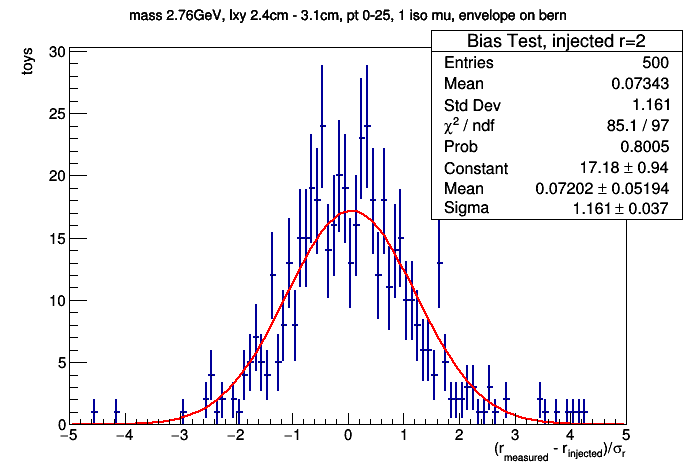 mass 2.76GeV, lxy 2.4cm - 3.1cm, pt 0-25, 1 iso mu, envelope on bern
Bias Test, injected r=2
Entries 500
Mean 0.07343
Std Dev 1.161
χ² / ndf 85.1 / 97
Prob 0.8005
Constant 17.18 ± 0.94
Mean 0.07202 ± 0.05194
Sigma 1.161 ± 0.037
toys
30
25
20
15
10
5
0
−5 −4 −3 −2 −1 0 1 2 3 4 5
(r_measured - r_injected)/σ_r